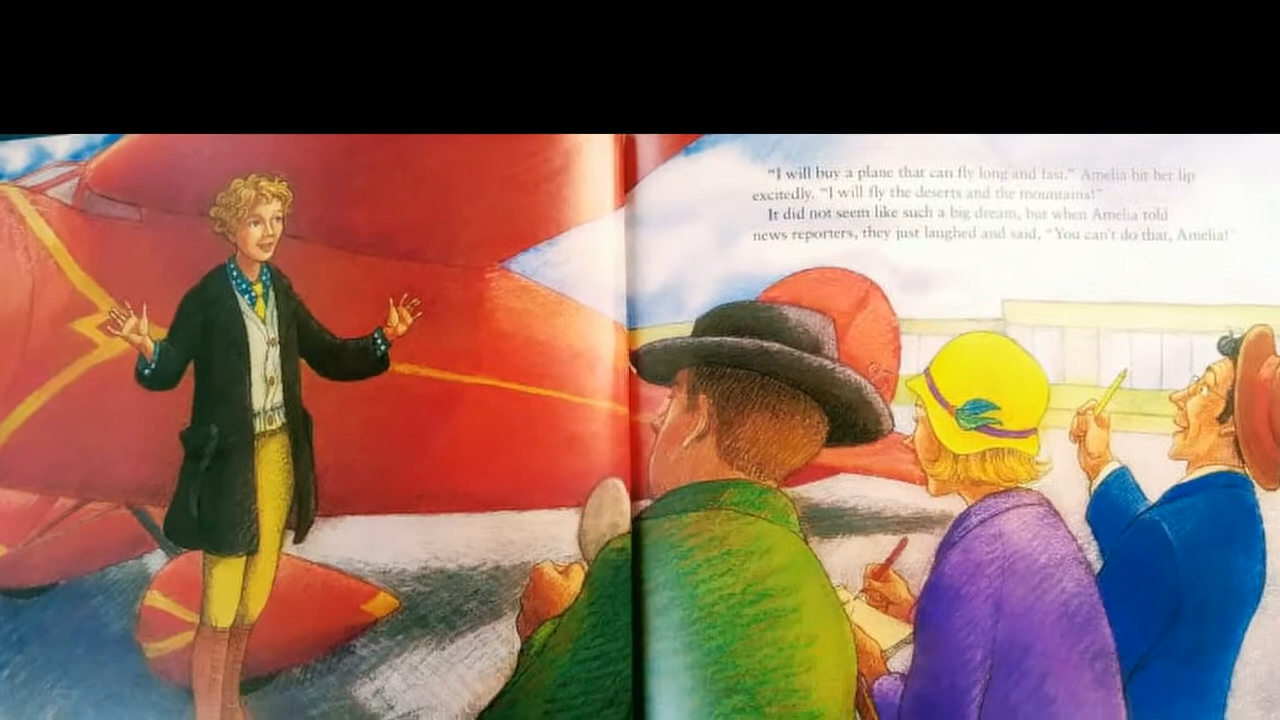 "I will buy a plane that can fly long and fast." Amelia bit her lip
excitedly. "I will fly the deserts and the mountains!"
It did not seem like such a big dream, but when Amelia told
news reporters, they just laughed and said, "You can't do that, Amelia!"